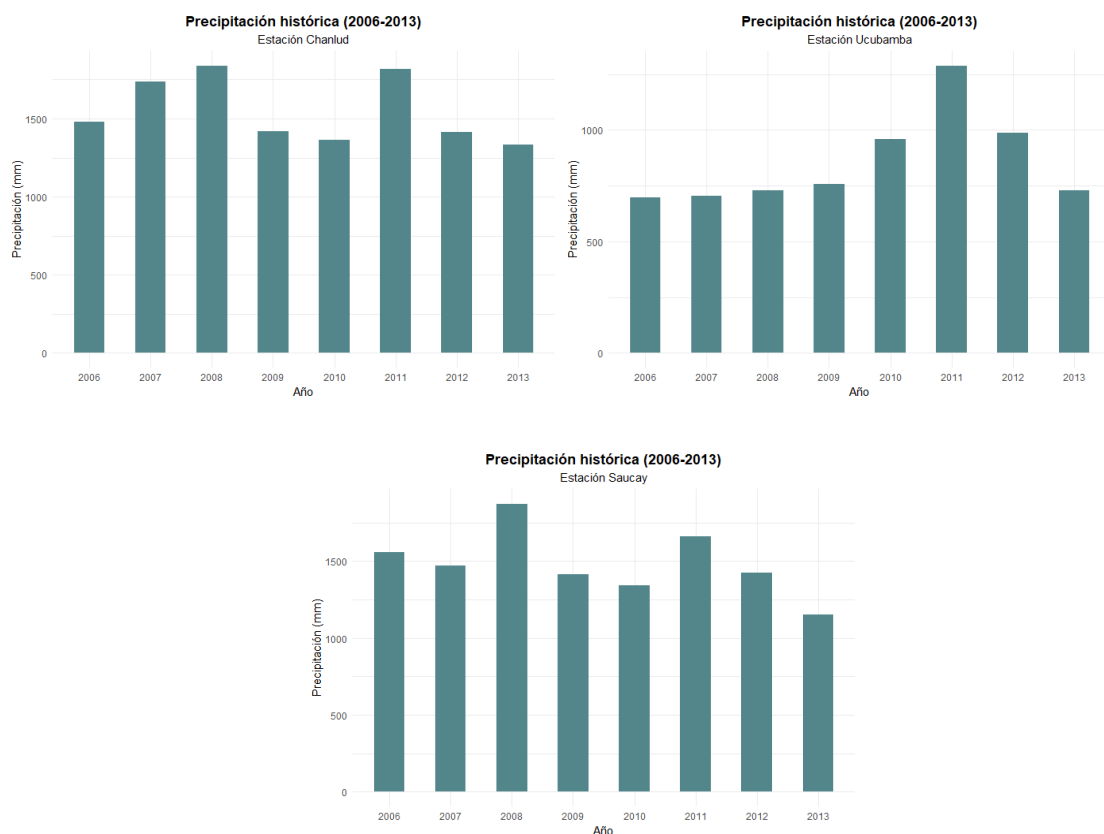 Precipitación histórica (2006-2013)
Estación Chanlud
Precipitación (mm)
1500
1000
500
0
2006 2007 2008 2009 2010 2011 2012 2013
Año
Precipitación histórica (2006-2013)
Estación Ucubamba
Precipitación (mm)
1000
500
0
2006 2007 2008 2009 2010 2011 2012 2013
Año
Precipitación histórica (2006-2013)
Estación Saucay
Precipitación (mm)
1500
1000
500
0
2006 2007 2008 2009 2010 2011 2012 2013
Año